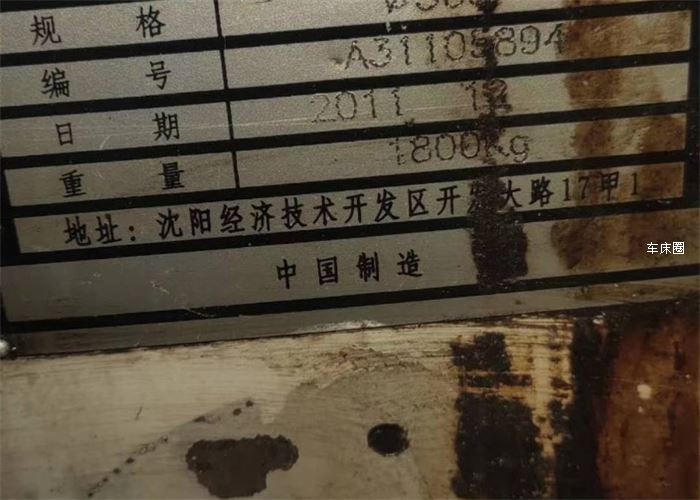 规格
编号 A31105894
日期 2011 12
重量 1800Kg
地址：沈阳经济技术开发区开发大路17甲1
中国制造
车床圈